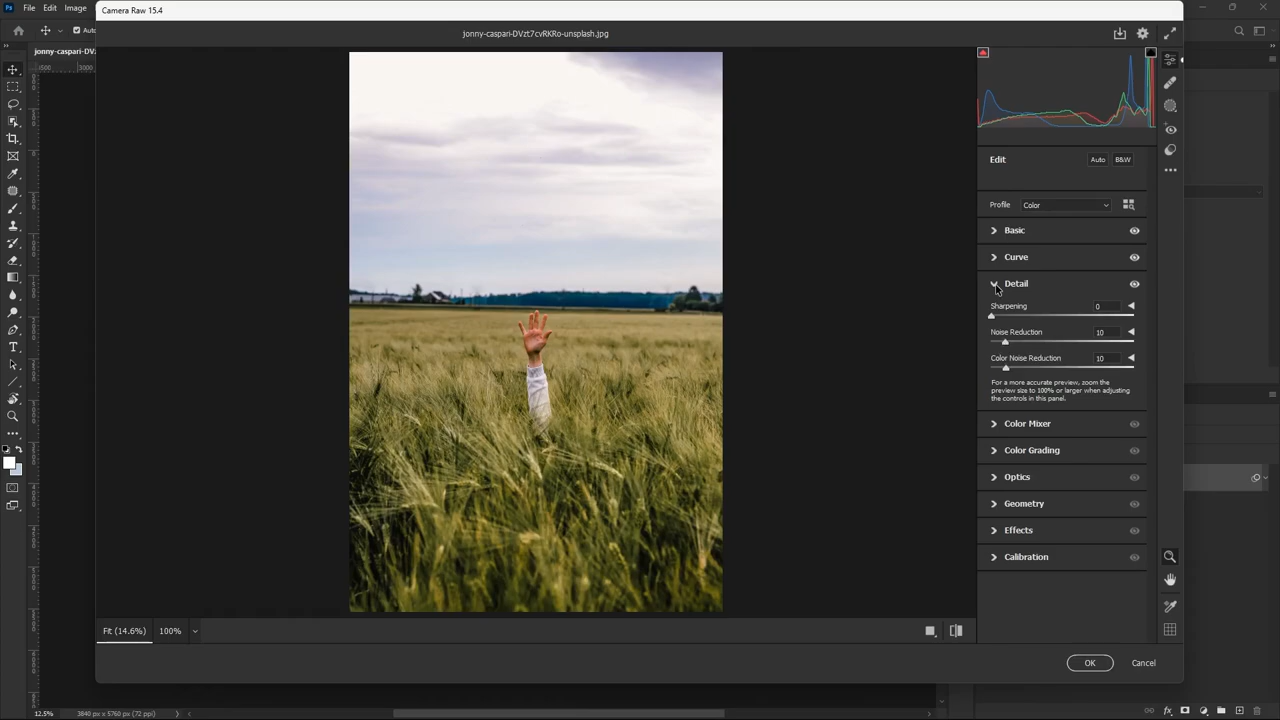 Camera Raw 15.4
File
Edit
Image
Auto
jonny-caspari-DVzt7cvRKRo-unsplash.jpg
jonny-caspari-DVz
Edit
Auto
B&W
Profile
Color
Basic
Curve
Detail
Sharpening
0
Noise Reduction
10
Color Noise Reduction
10
For a more accurate preview, zoom the
preview size to 100% or larger when adjusting
the controls in this panel.
Color Mixer
Color Grading
Optics
Geometry
Effects
Calibration
Fit (14.6%)
100%
OK
Cancel
12.5%
3840 px x 5760 px (72 ppi)